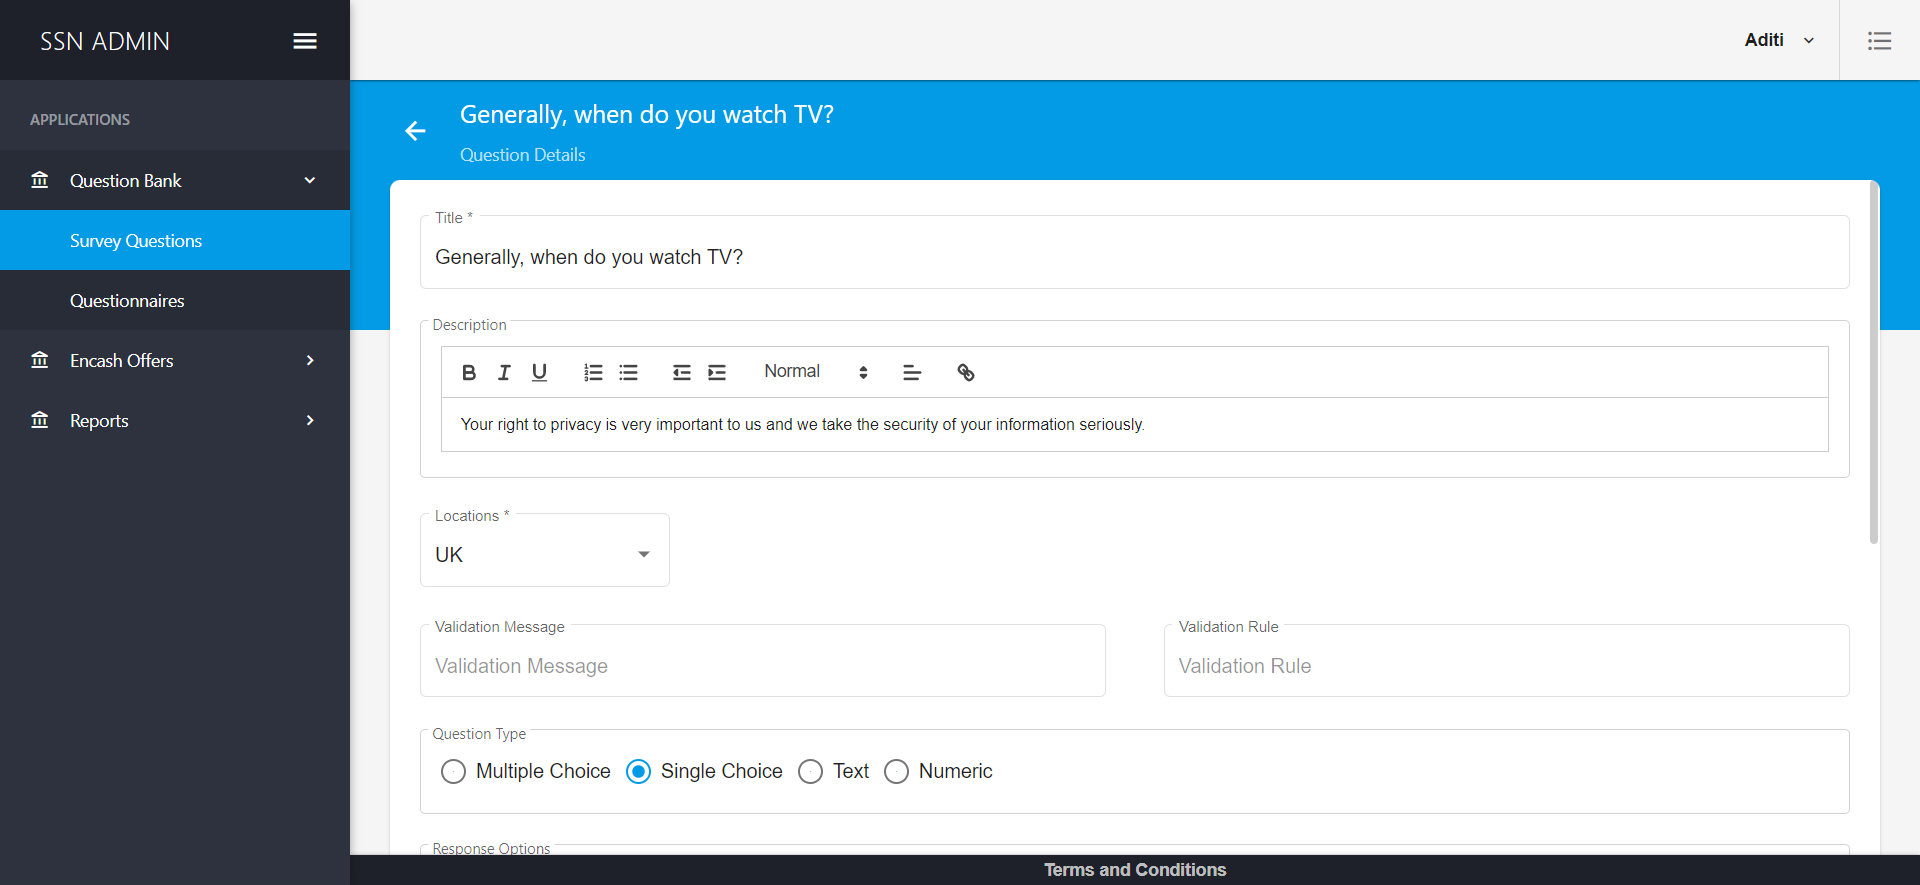 SSN ADMIN
Aditi
APPLICATIONS
Question Bank
Survey Questions
Questionnaires
Encash Offers
Reports
Generally, when do you watch TV?
Question Details
Title *
Generally, when do you watch TV?
Description
Normal
Your right to privacy is very important to us and we take the security of your information seriously.
Locations *
UK
Validation Message
Validation Message
Validation Rule
Validation Rule
Question Type
Multiple Choice Single Choice Text Numeric
Response Options
Terms and Conditions